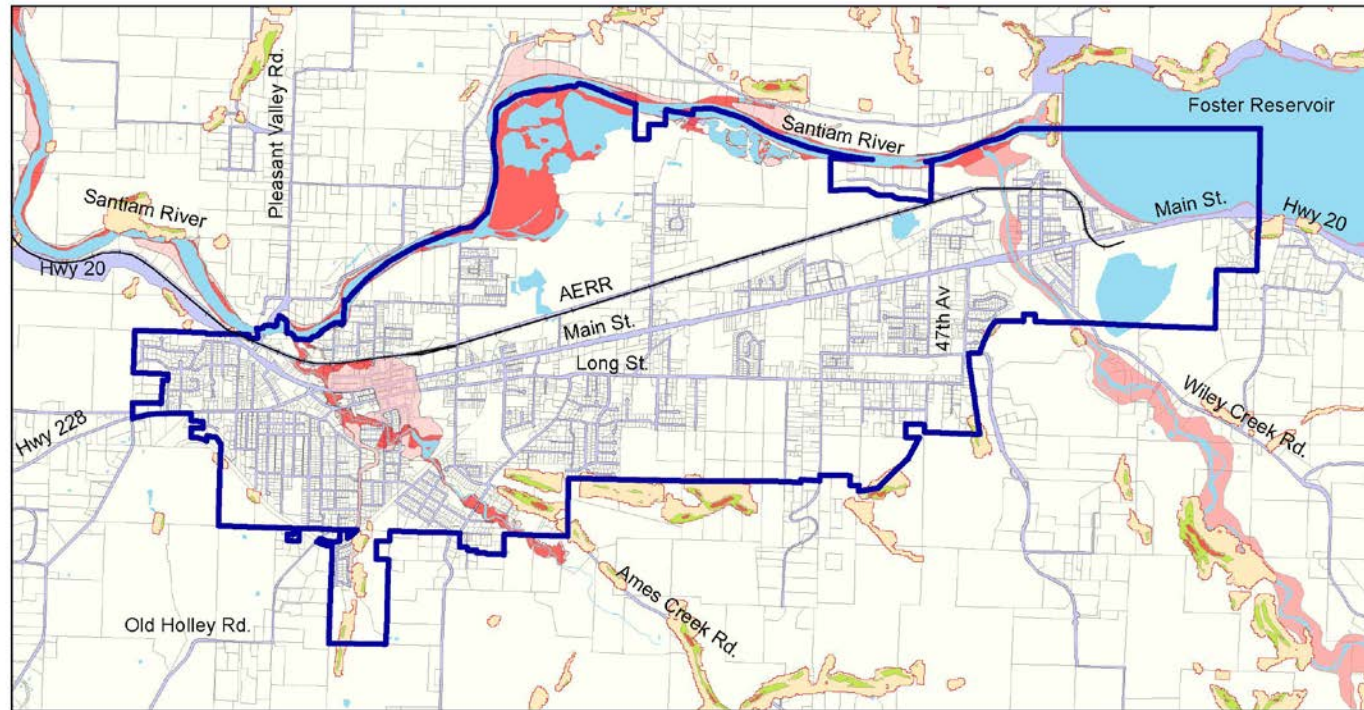 Pleasant Valley Rd.
Foster Reservoir
Santiam River
Santiam River
Main St.
Hwy 20
Hwy 20
AERR
Main St.
47th Av
Long St.
Wiley Creek Rd.
Hwy 228
Ames Creek Rd.
Old Holley Rd.